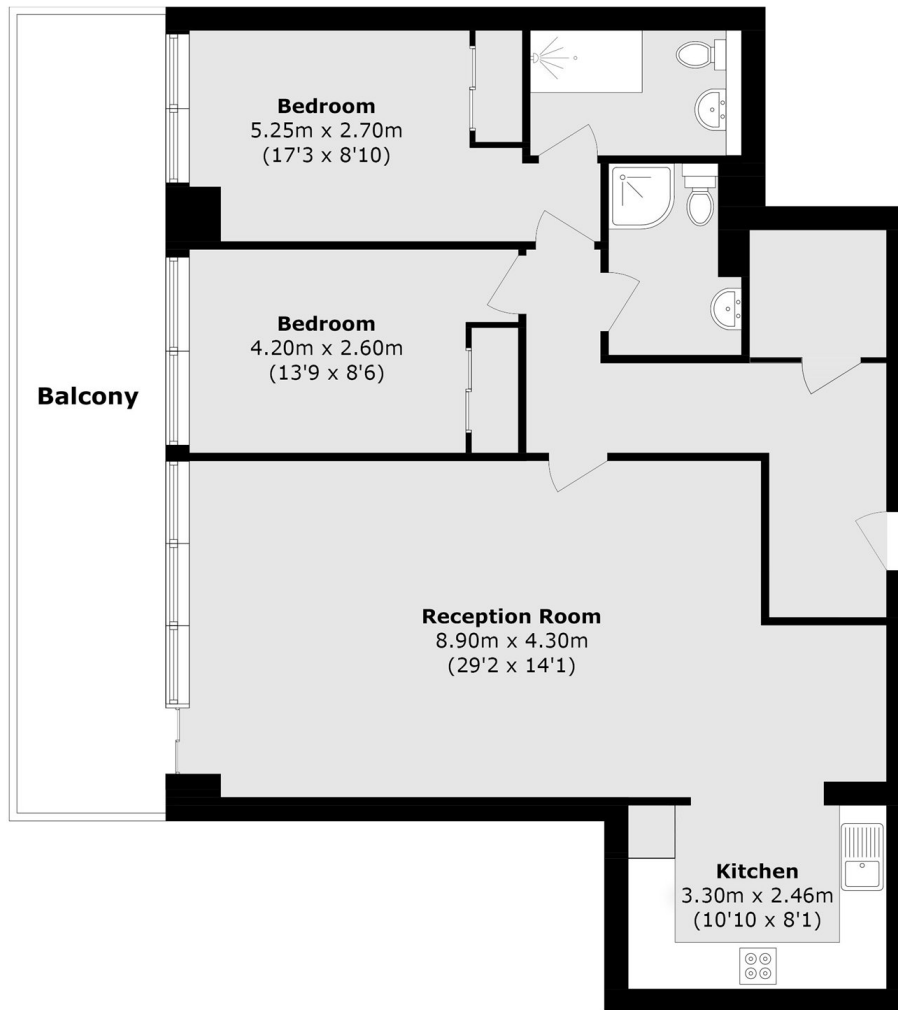 Bedroom
5.25m x 2.70m
(17'3 x 8'10)
Bedroom
4.20m x 2.60m
(13'9 x 8'6)
Balcony
Reception Room
8.90m x 4.30m
(29'2 x 14'1)
Kitchen
3.30m x 2.46m
(10'10 x 8'1)